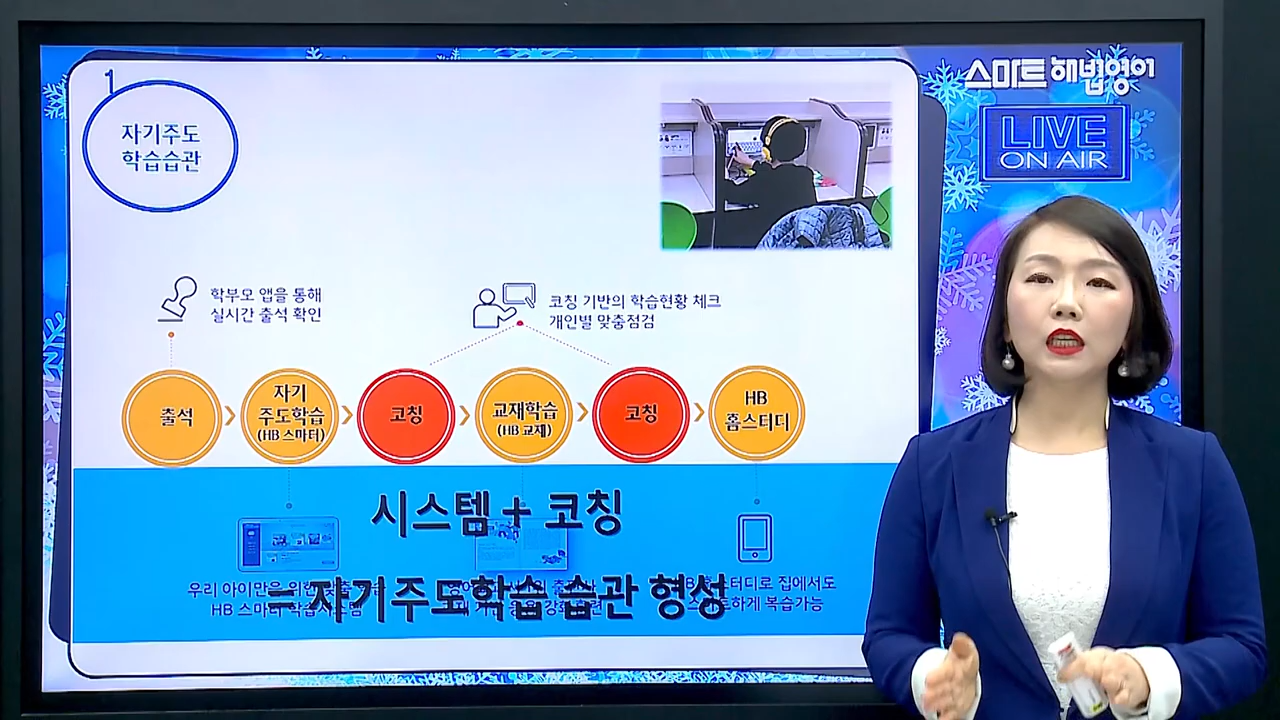 스마트 해법영어
LIVE
ON AIR
1
자기주도
학습습관
학부모 앱을 통해
실시간 출석 확인
코칭 기반의 학습현황 체크
개인별 맞춤점검
출석
자기
주도학습
(HB 스마터)
코칭
교재학습
(HB 교재)
코칭
HB
홈스터디
시스템 + 코칭
= 자기주도학습 습관 형성
우리 아이만을 위한
집에서도
HB 스마터 학습
복습가능